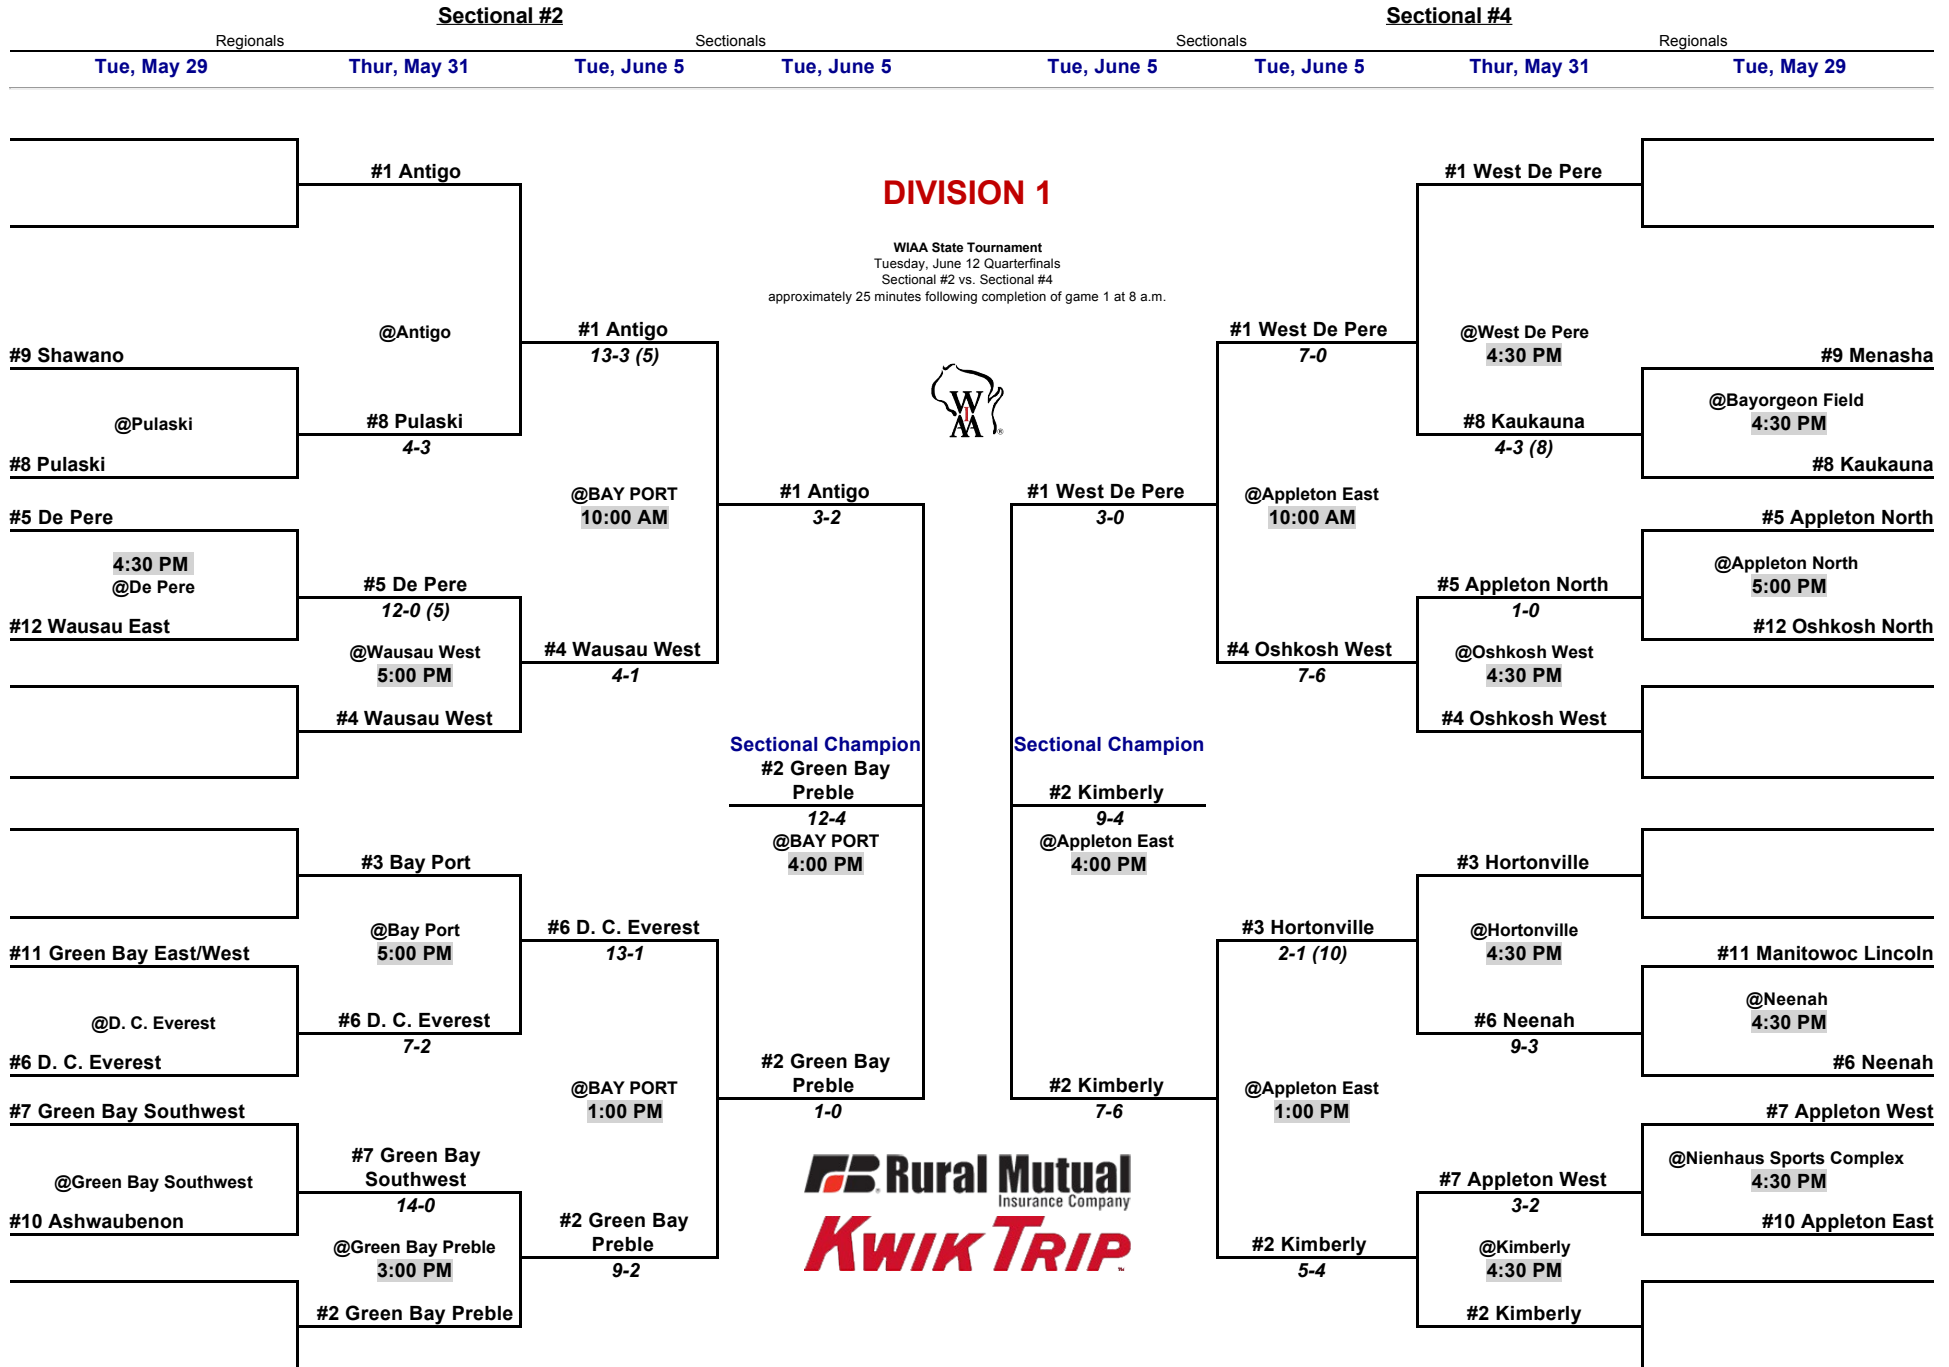 Sectional #2
Sectional #4
Regionals
Sectionals
Sectionals
Regionals
Tue, May 29
Thur, May 31
Tue, June 5
Tue, June 5
Tue, June 5
Tue, June 5
Thur, May 31
Tue, May 29
#1 Antigo
#1 West De Pere
DIVISION 1
WIAA State Tournament
Tuesday, June 12 Quarterfinals
Sectional #2 vs. Sectional #4
approximately 25 minutes following completion of game 1 at 8 a.m.
@Antigo
#1 Antigo
13-3 (5)
#1 West De Pere
7-0
@West De Pere
4:30 PM
#9 Shawano
#9 Menasha
W
I
AA
®
@Pulaski
#8 Pulaski
4-3
#8 Kaukauna
4-3 (8)
@Bayorgeon Field
4:30 PM
#8 Pulaski
#8 Kaukauna
@BAY PORT
10:00 AM
#1 Antigo
3-2
#1 West De Pere
3-0
@Appleton East
10:00 AM
#5 De Pere
#5 Appleton North
4:30 PM
@De Pere
#5 De Pere
12-0 (5)
#5 Appleton North
1-0
@Appleton North
5:00 PM
#12 Wausau East
#12 Oshkosh North
@Wausau West
5:00 PM
#4 Wausau West
4-1
#4 Oshkosh West
7-6
@Oshkosh West
4:30 PM
#4 Wausau West
#4 Oshkosh West
Sectional Champion
#2 Green Bay
Preble
12-4
@BAY PORT
4:00 PM
Sectional Champion
#2 Kimberly
9-4
@Appleton East
4:00 PM
#3 Bay Port
#3 Hortonville
@Bay Port
5:00 PM
#6 D. C. Everest
13-1
#3 Hortonville
2-1 (10)
@Hortonville
4:30 PM
#11 Green Bay East/West
#11 Manitowoc Lincoln
@D. C. Everest
#6 D. C. Everest
7-2
#6 Neenah
9-3
@Neenah
4:30 PM
#6 D. C. Everest
#6 Neenah
@BAY PORT
1:00 PM
#2 Green Bay
Preble
1-0
#2 Kimberly
7-6
@Appleton East
1:00 PM
#7 Green Bay Southwest
#7 Appleton West
@Green Bay Southwest
#7 Green Bay
Southwest
14-0
#7 Appleton West
3-2
@Nienhaus Sports Complex
4:30 PM
#10 Ashwaubenon
#10 Appleton East
Rural Mutual
Insurance Company
KWIK TRIP
@Green Bay Preble
3:00 PM
#2 Green Bay
Preble
9-2
#2 Kimberly
5-4
@Kimberly
4:30 PM
#2 Green Bay Preble
#2 Kimberly